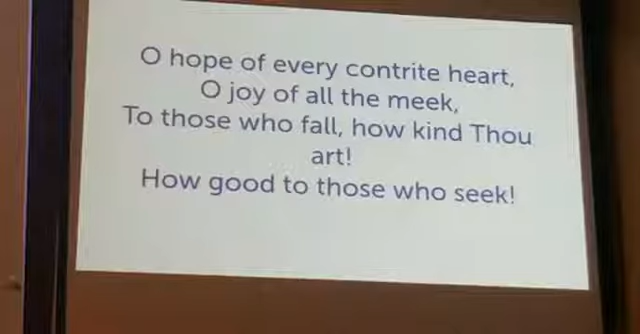 O hope of every contrite heart,
O joy of all the meek,
To those who fall, how kind Thou
art!
How good to those who seek!